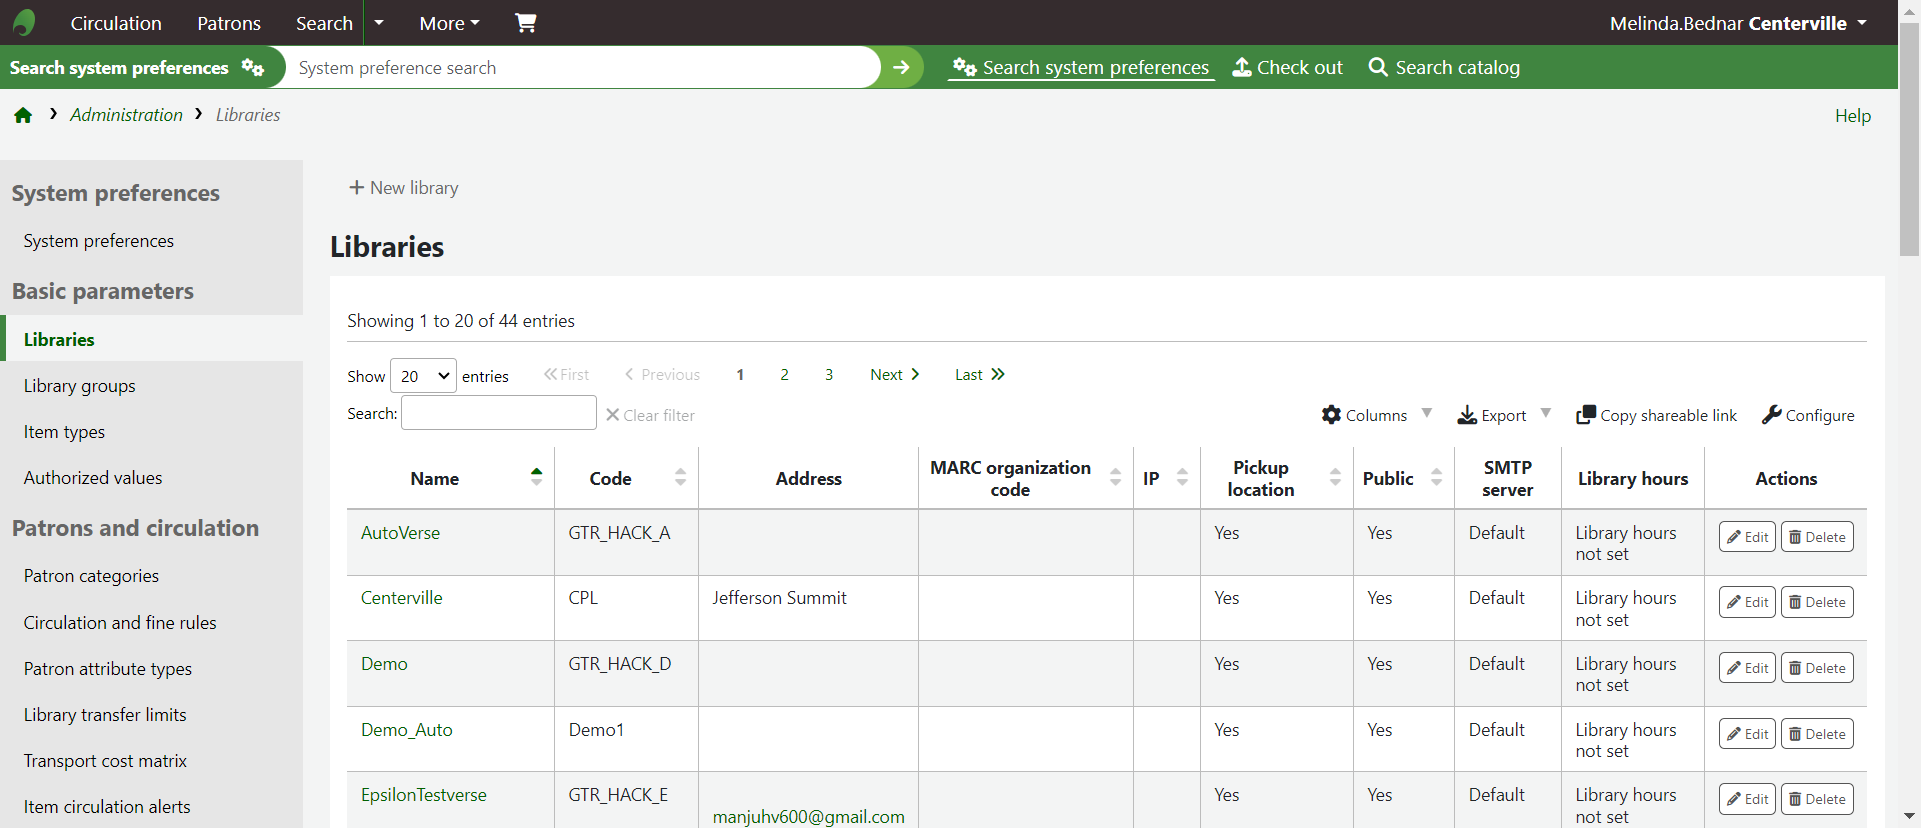 Circulation Patrons Search More Melinda.Bednar Centerville
Search system preferences System preference search Search system preferences Check out Search catalog
Administration Libraries Help
System preferences
System preferences
Basic parameters
Libraries
Library groups
Item types
Authorized values
Patrons and circulation
Patron categories
Circulation and fine rules
Patron attribute types
Library transfer limits
Transport cost matrix
Item circulation alerts
+ New library
Libraries
Showing 1 to 20 of 44 entries
Show 20 entries First Previous 1 2 3 Next Last
Search: Clear filter Columns Export Copy shareable link Configure
Name Code Address MARC organization code IP Pickup location Public SMTP server Library hours Actions
AutoVerse GTR_HACK_A Yes Yes Default Library hours not set Edit Delete
Centerville CPL Jefferson Summit Yes Yes Default Library hours not set Edit Delete
Demo GTR_HACK_D Yes Yes Default Library hours not set Edit Delete
Demo_Auto Demo1 Yes Yes Default Library hours not set Edit Delete
EpsilonTestverse GTR_HACK_E manjuhv600@gmail.com Yes Yes Default Library hours not set Edit Delete